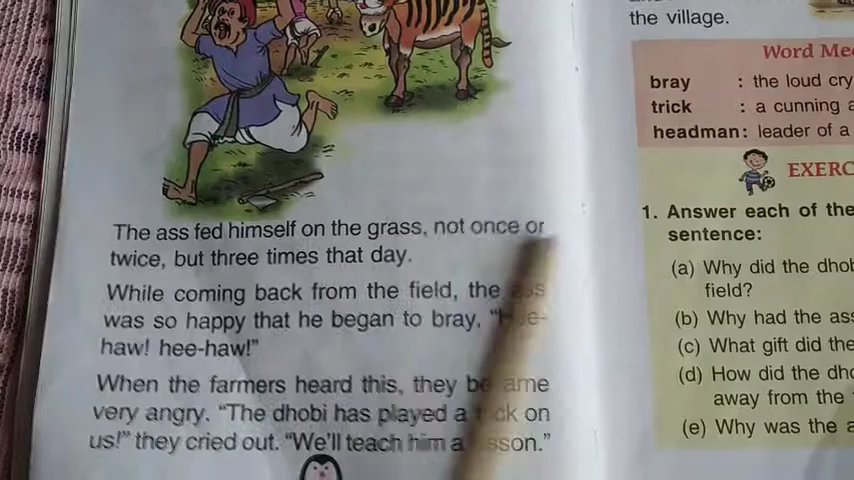 The ass fed himself on the grass, not once or
twice, but three times that day.
While coming back from the field, the ass
was so happy that he began to bray, "Hee-
haw! hee-haw!"
When the farmers heard this, they became
very angry. "The dhobi has played a trick on
us!" they cried out. "We'll teach him a lesson."
the village.
Word
bray : the loud cry
trick : a cunning
headman: leader of a
1. Answer each of the
sentence:
(a) Why did the
field?
(b) Why had the
(c) What gift did the
(d) How did the
away from the
(e) Why was the